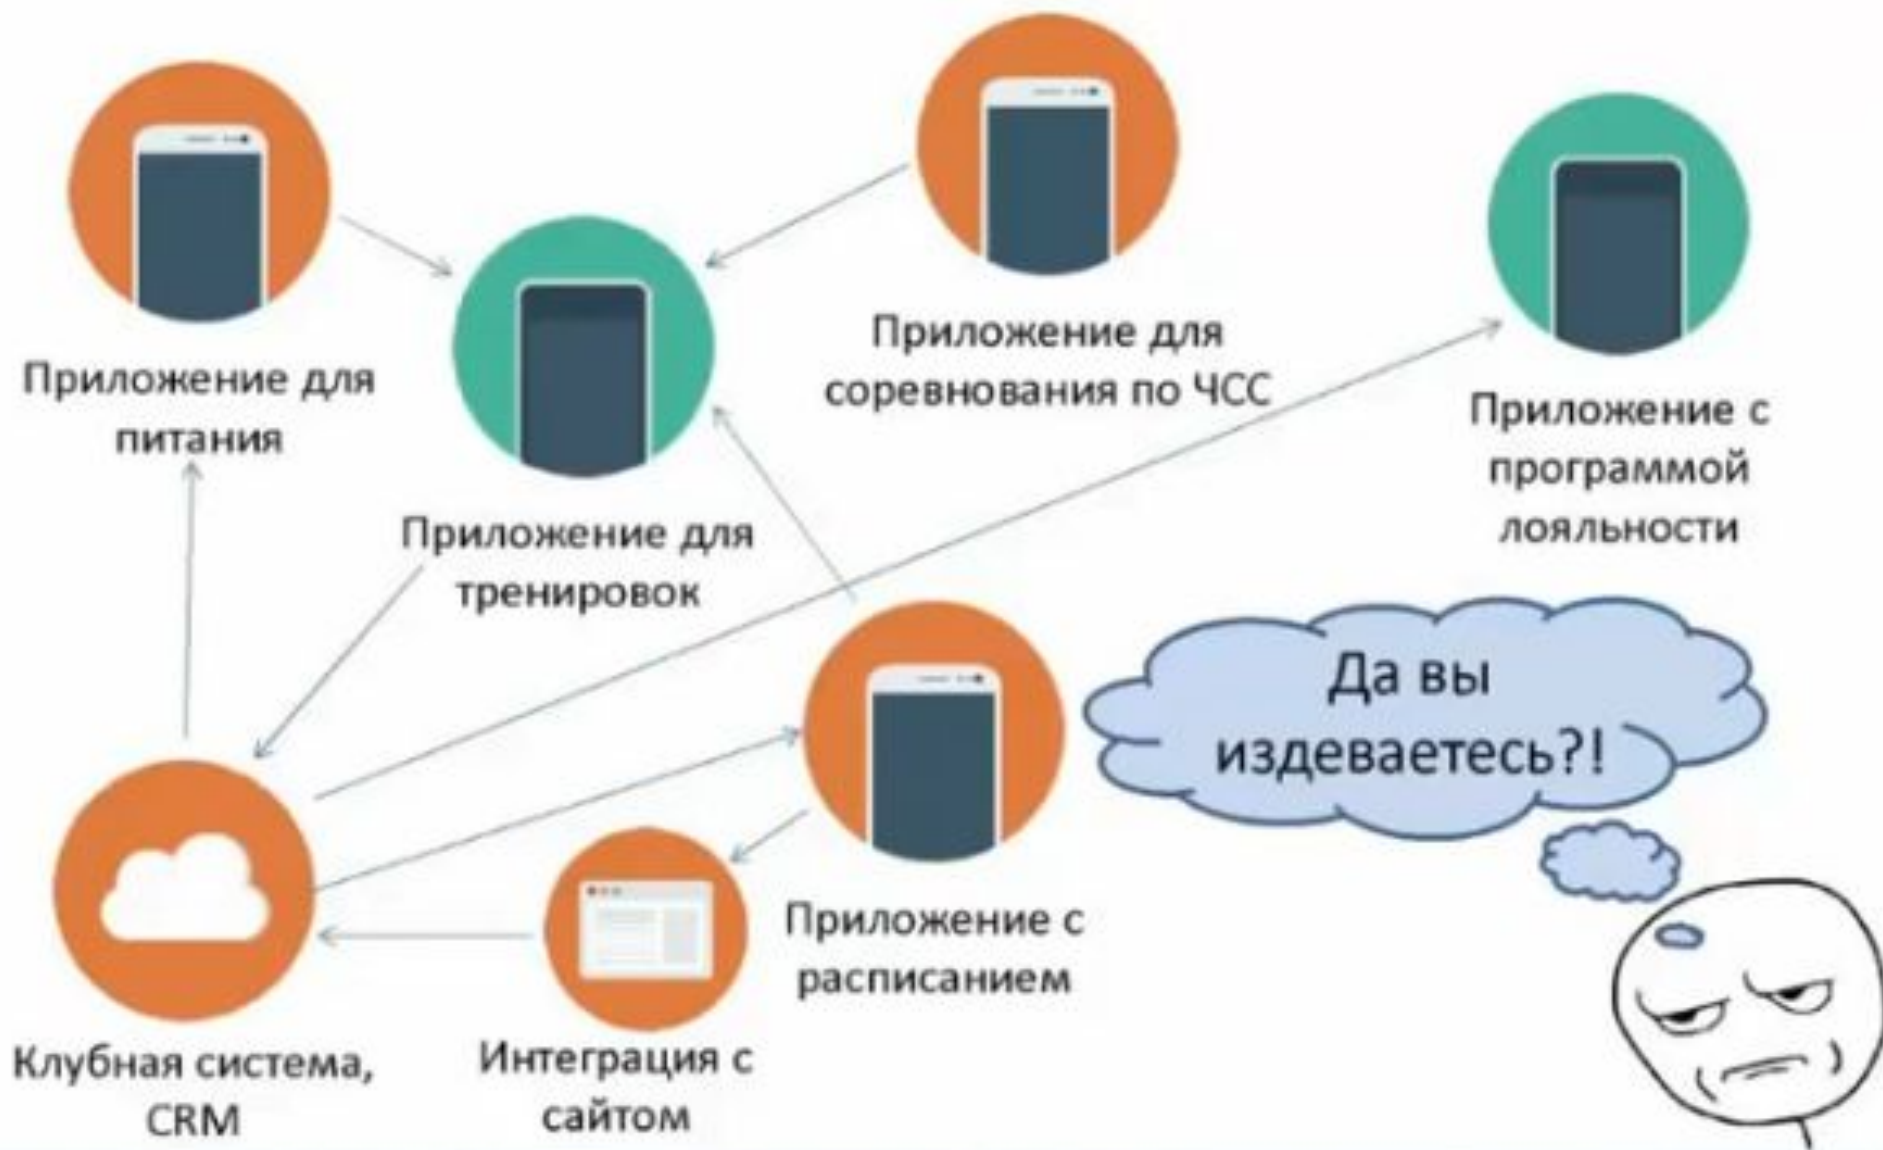 Приложение для
питания
Приложение для
тренировок
Приложение для
соревнования по ЧСС
Приложение с
программой
лояльности
Да вы
издеваетесь?!
Приложение с
расписанием
Клубная система,
CRM
Интеграция с
сайтом